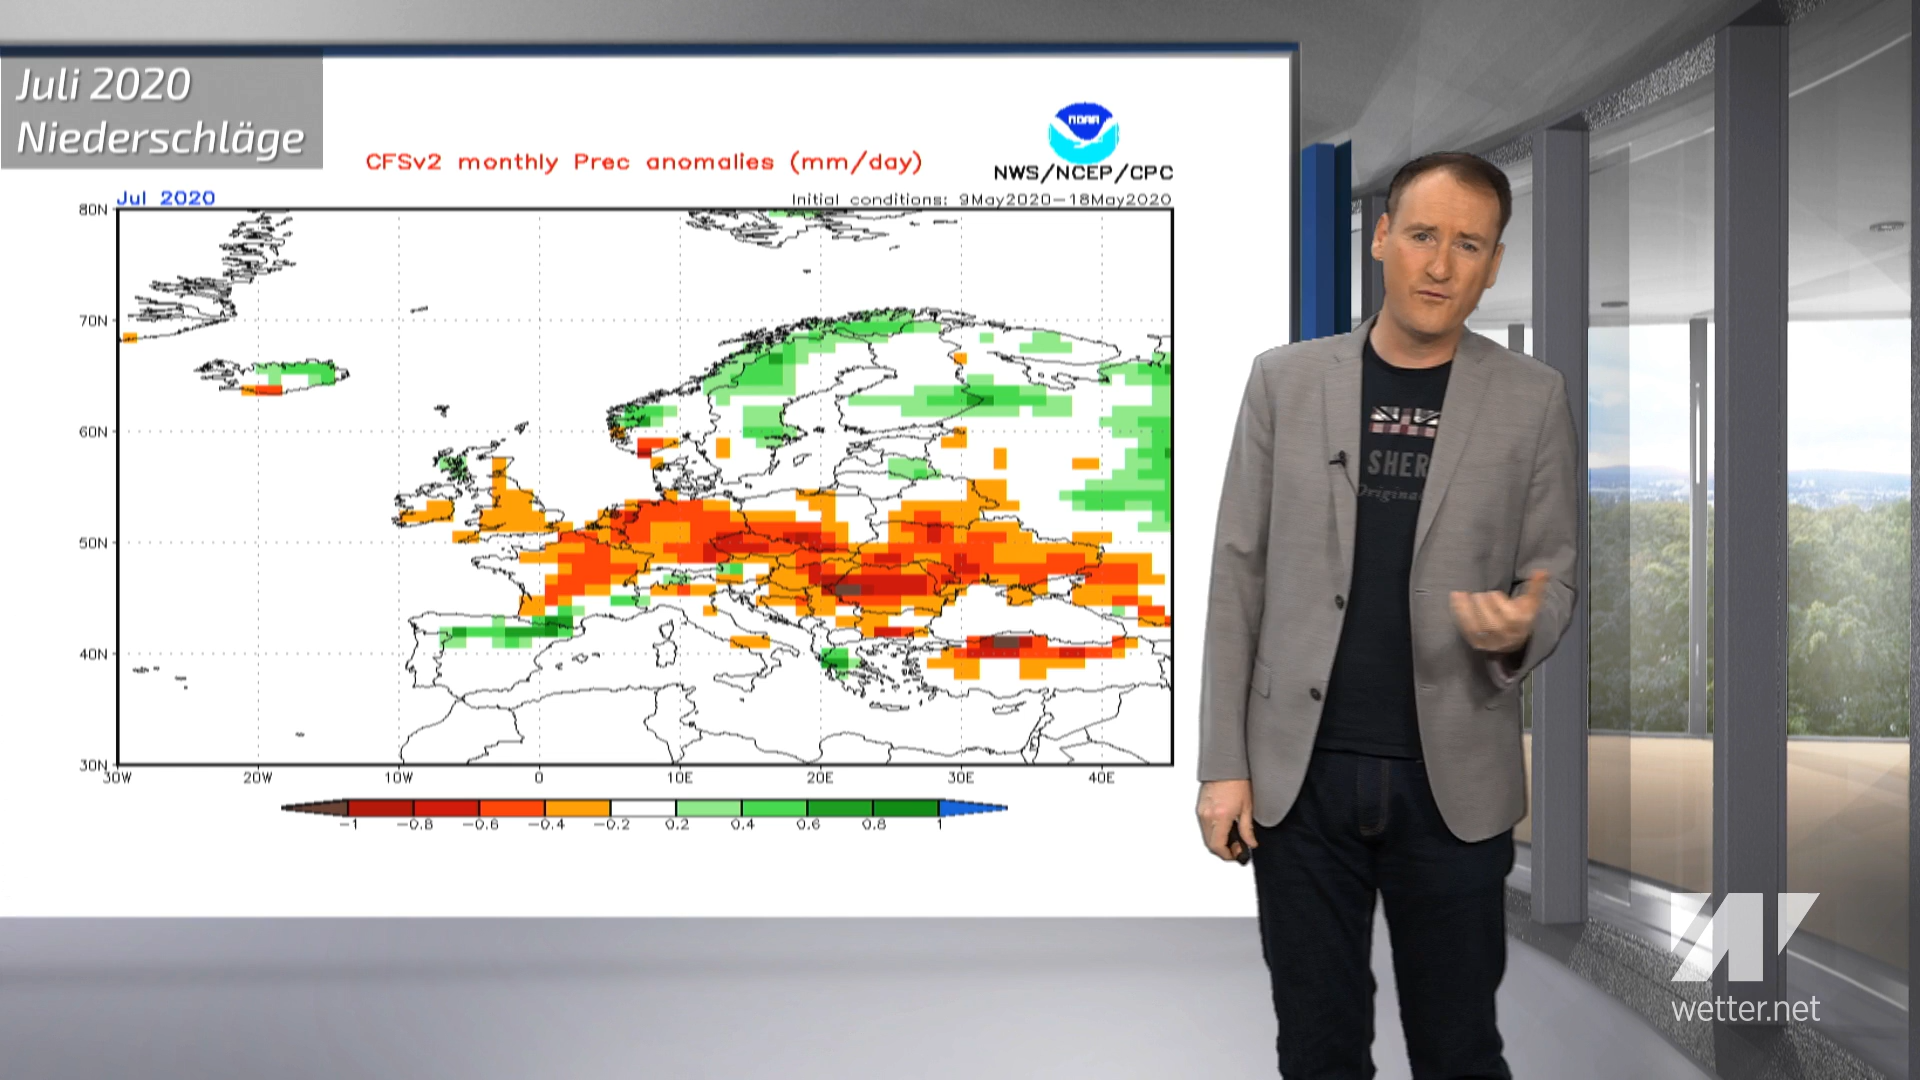 Juli 2020
Niederschläge
NOAA
CFSv2 monthly Prec anomalies (mm/day)
NWS/NCEP/CPC
Jul 2020
Initial conditions: 9May2020–18May2020
80N
70N
60N
50N
40N
30N
30W 20W 10W 0 10E 20E 30E 40E
−1 −0.8 −0.6 −0.4 −0.2 0.2 0.4 0.6 0.8 1
SHER
Origina
wetter.net